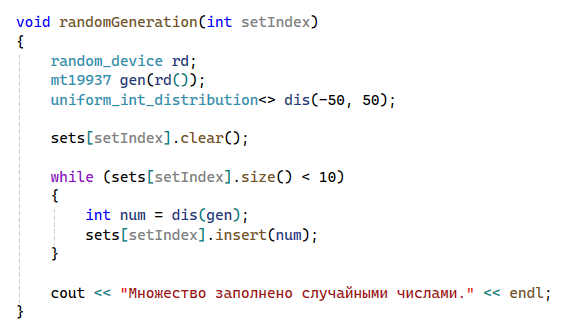 void randomGeneration(int setIndex)
{
    random_device rd;
    mt19937 gen(rd());
    uniform_int_distribution<> dis(-50, 50);

    sets[setIndex].clear();

    while (sets[setIndex].size() < 10)
    {
        int num = dis(gen);
        sets[setIndex].insert(num);
    }

    cout << "Множество заполнено случайными числами." << endl;
}